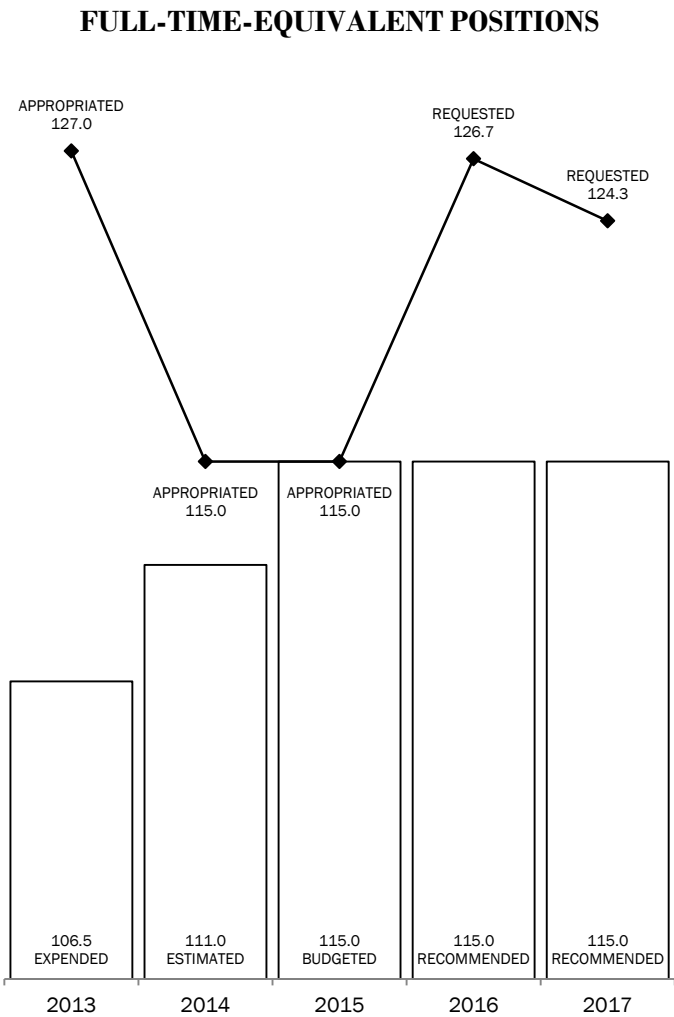 FULL-TIME-EQUIVALENT POSITIONS
APPROPRIATED
127.0
REQUESTED
126.7
REQUESTED
124.3
APPROPRIATED
115.0
APPROPRIATED
115.0
106.5
EXPENDED
111.0
ESTIMATED
115.0
BUDGETED
115.0
RECOMMENDED
115.0
RECOMMENDED
2013
2014
2015
2016
2017